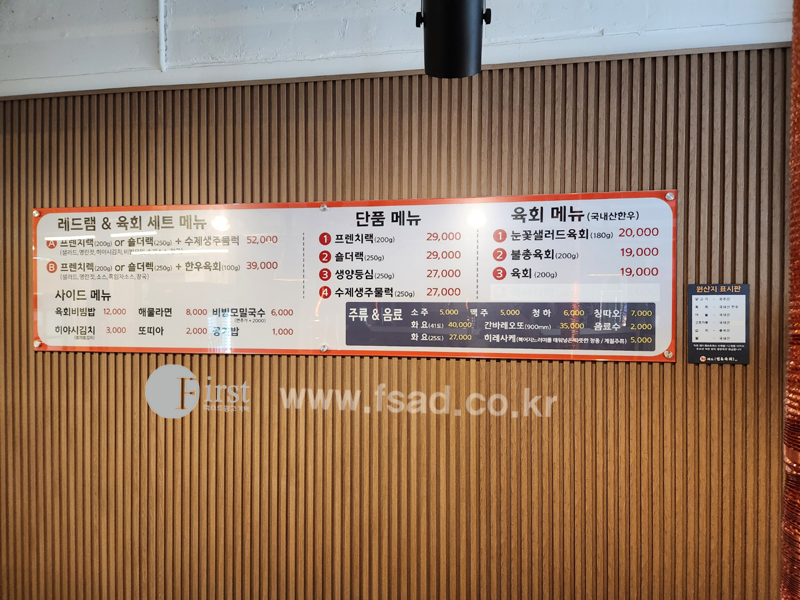 레드램 & 육회 세트 메뉴
A 프렌치랙(200g) or 숄더랙(250g) + 수제생주물럭 52,000
B 프렌치랙(200g) or 숄더랙(250g) + 한우육회(100g) 39,000
사이드 메뉴
육회비빔밥 12,000 해물라면 8,000 비빔모밀국수 6,000
히야시김치 3,000 또띠아 2,000 공기밥 1,000
단품 메뉴
1 프렌치랙(200g) 29,000
2 숄더랙(250g) 29,000
3 생양등심(250g) 27,000
4 수제생주물럭(250g) 27,000
육회 메뉴 (국내산한우)
1 눈꽃샐러드육회(180g) 20,000
2 불총육회(200g) 19,000
3 육회(200g) 19,000
주류 & 음료
소주 5,000 맥주 5,000 청하 6,000 칭따오 7,000
화요(41도) 40,000 간바레오또(900mm) 35,000 음료수 2,000
화요(25도) 27,000 히레사케 5,000
원산지 표시판
First
www.fsad.co.kr